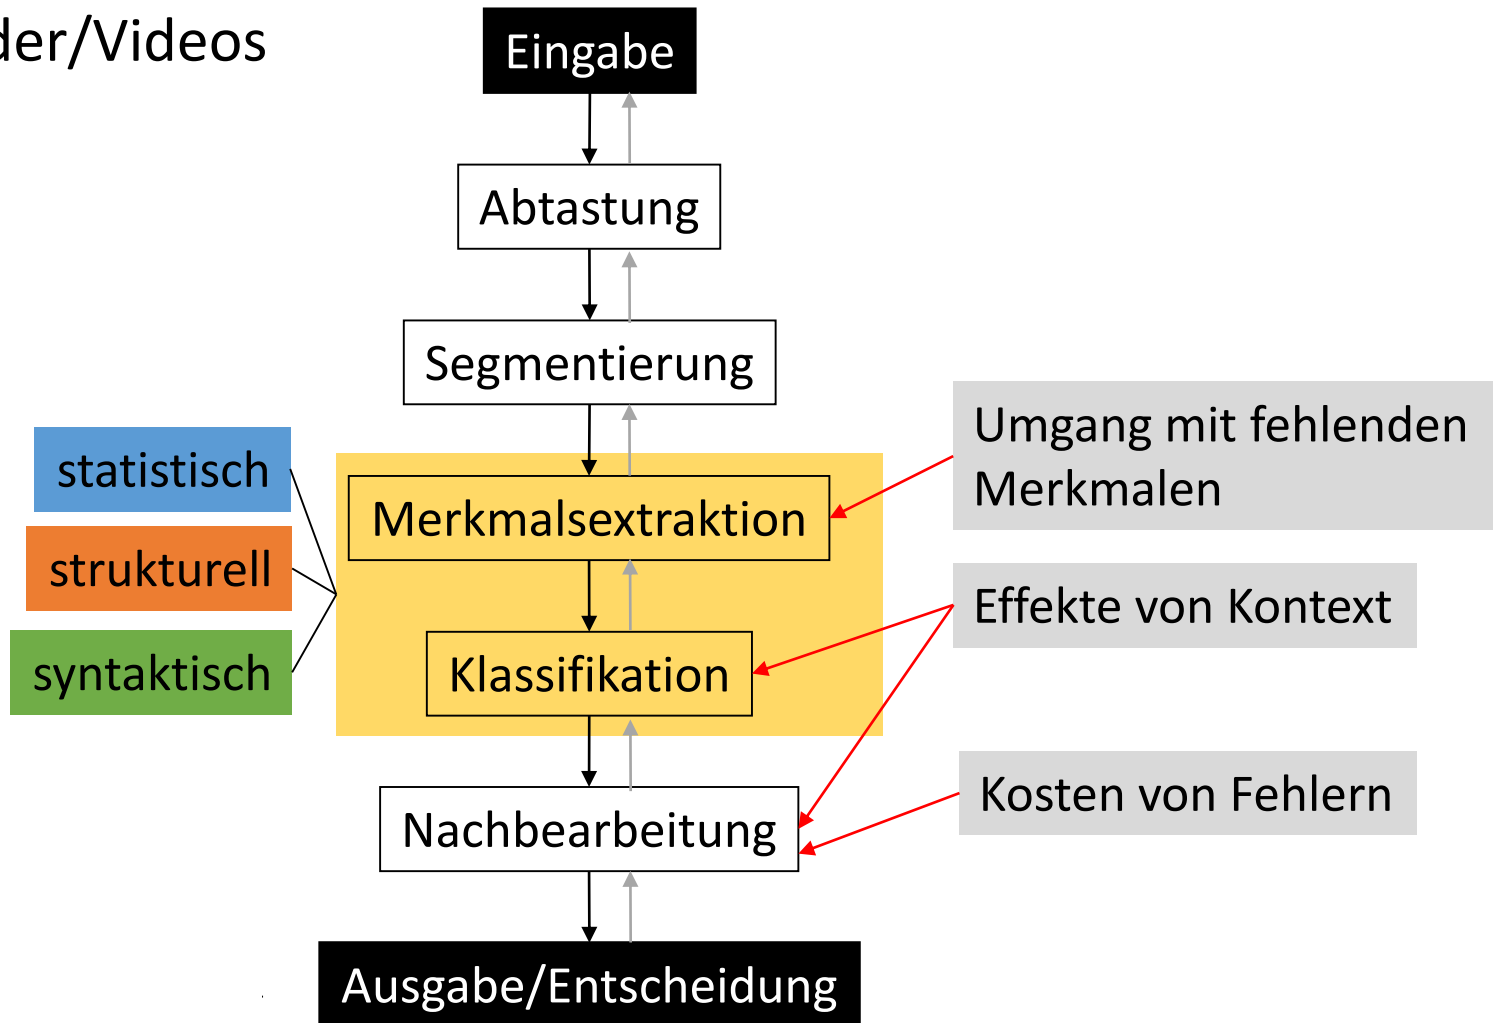 der/Videos
Eingabe
Abtastung
Segmentierung
statistisch
strukturell
syntaktisch
Merkmalsextraktion
Klassifikation
Umgang mit fehlenden
Merkmalen
Effekte von Kontext
Kosten von Fehlern
Nachbearbeitung
Ausgabe/Entscheidung